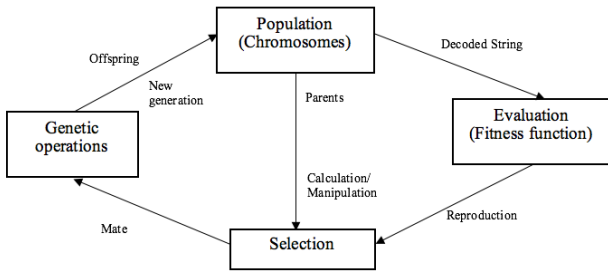 Population
(Chromosomes)
Offspring
Decoded String
New
generation
Parents
Genetic
operations
Evaluation
(Fitness function)
Calculation/
Manipulation
Mate
Reproduction
Selection